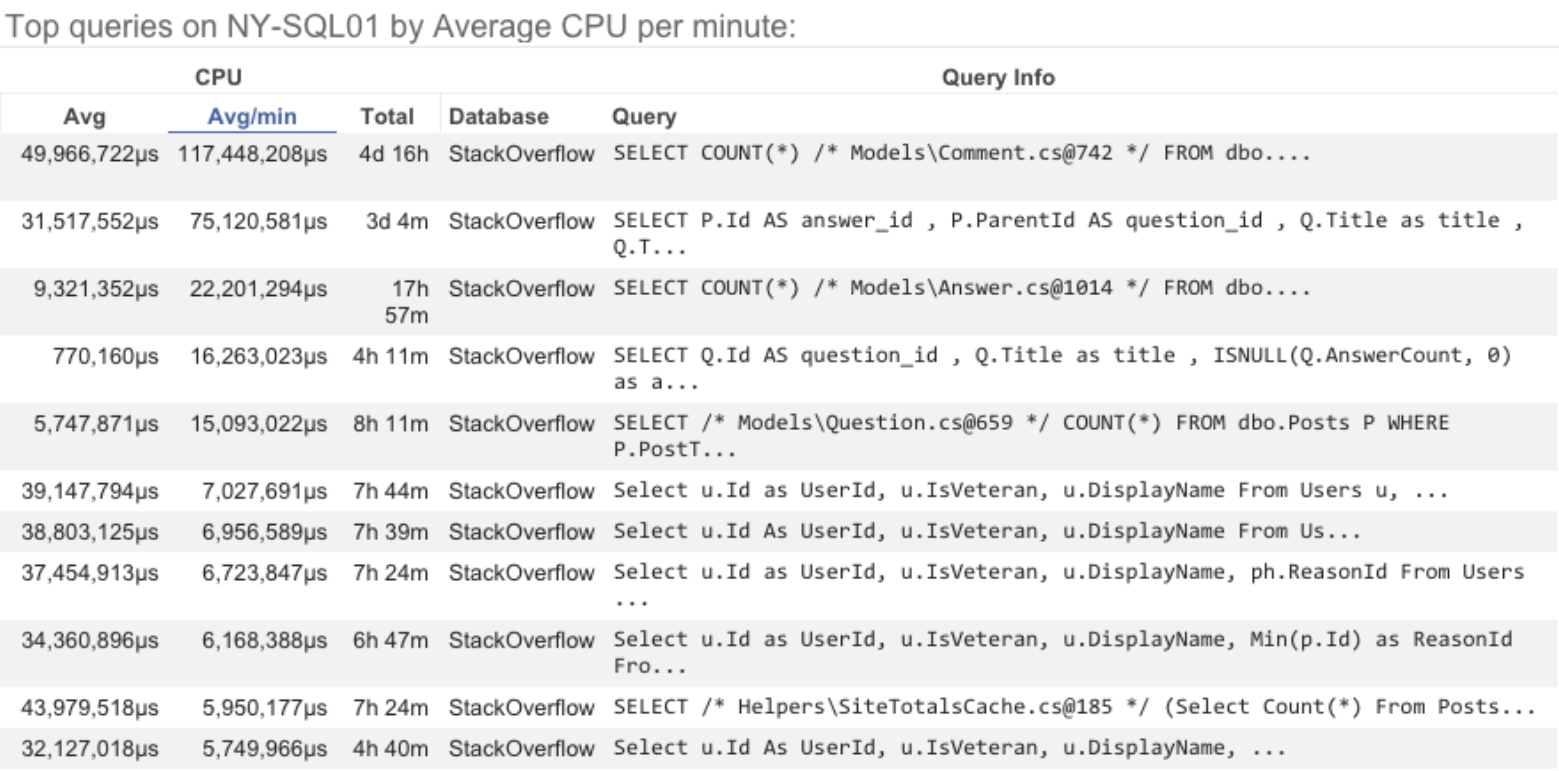 Top queries on NY-SQL01 by Average CPU per minute:
CPU Query Info
Avg Avg/min Total Database Query
49,966,722µs 117,448,208µs 4d 16h StackOverflow SELECT COUNT(*) /* Models\Comment.cs@742 */ FROM dbo....
31,517,552µs 75,120,581µs 3d 4m StackOverflow SELECT P.Id AS answer_id , P.ParentId AS question_id , Q.Title as title ,
Q.T...
9,321,352µs 22,201,294µs 17h StackOverflow SELECT COUNT(*) /* Models\Answer.cs@1014 */ FROM dbo....
57m
770,160µs 16,263,023µs 4h 11m StackOverflow SELECT Q.Id AS question_id , Q.Title as title , ISNULL(Q.AnswerCount, 0)
as a...
5,747,871µs 15,093,022µs 8h 11m StackOverflow SELECT /* Models\Question.cs@659 */ COUNT(*) FROM dbo.Posts P WHERE
P.PostT...
39,147,794µs 7,027,691µs 7h 44m StackOverflow Select u.Id as UserId, u.IsVeteran, u.DisplayName From Users u, ...
38,803,125µs 6,956,589µs 7h 39m StackOverflow Select u.Id As UserId, u.IsVeteran, u.DisplayName From Us...
37,454,913µs 6,723,847µs 7h 24m StackOverflow Select u.Id as UserId, u.IsVeteran, u.DisplayName, ph.ReasonId From Users
...
34,360,896µs 6,168,388µs 6h 47m StackOverflow Select u.Id as UserId, u.IsVeteran, u.DisplayName, Min(p.Id) as ReasonId
Fro...
43,979,518µs 5,950,177µs 7h 24m StackOverflow SELECT /* Helpers\SiteTotalsCache.cs@185 */ (Select Count(*) From Posts...
32,127,018µs 5,749,966µs 4h 40m StackOverflow Select u.Id As UserId, u.IsVeteran, u.DisplayName, ...